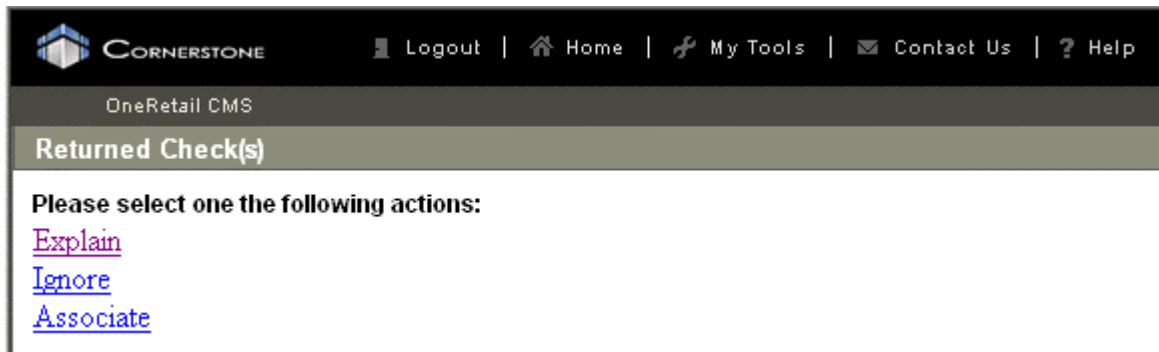 CORNERSTONE Logout | Home | My Tools | Contact Us | ? Help
OneRetail CMS
Returned Check(s)
Please select one the following actions:
Explain
Ignore
Associate